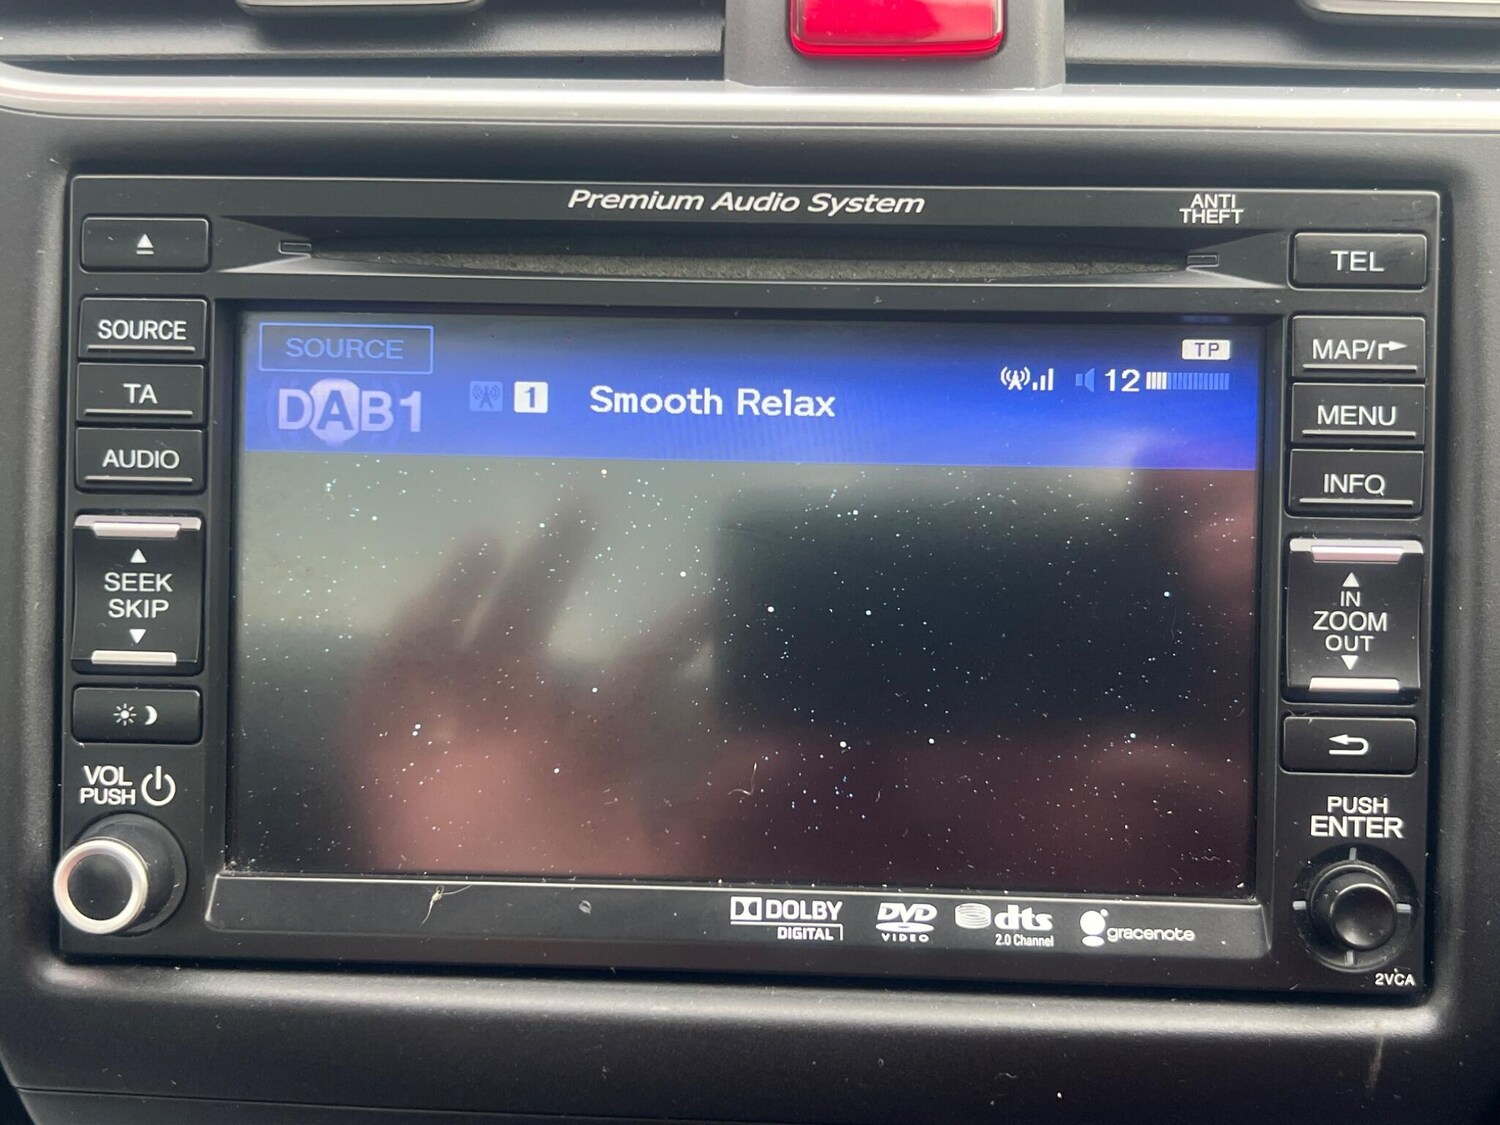 Premium Audio System
ANTI
THEFT
TEL
SOURCE
TA
AUDIO
SEEK
SKIP
VOL
PUSH
SOURCE
TP
DAB1
1
Smooth Relax
12
MAP/
MENU
INFO
IN
ZOOM
OUT
PUSH
ENTER
DOLBY
DIGITAL
DVD
VIDEO
dts
2.0 Channel
gracenote
2VCA